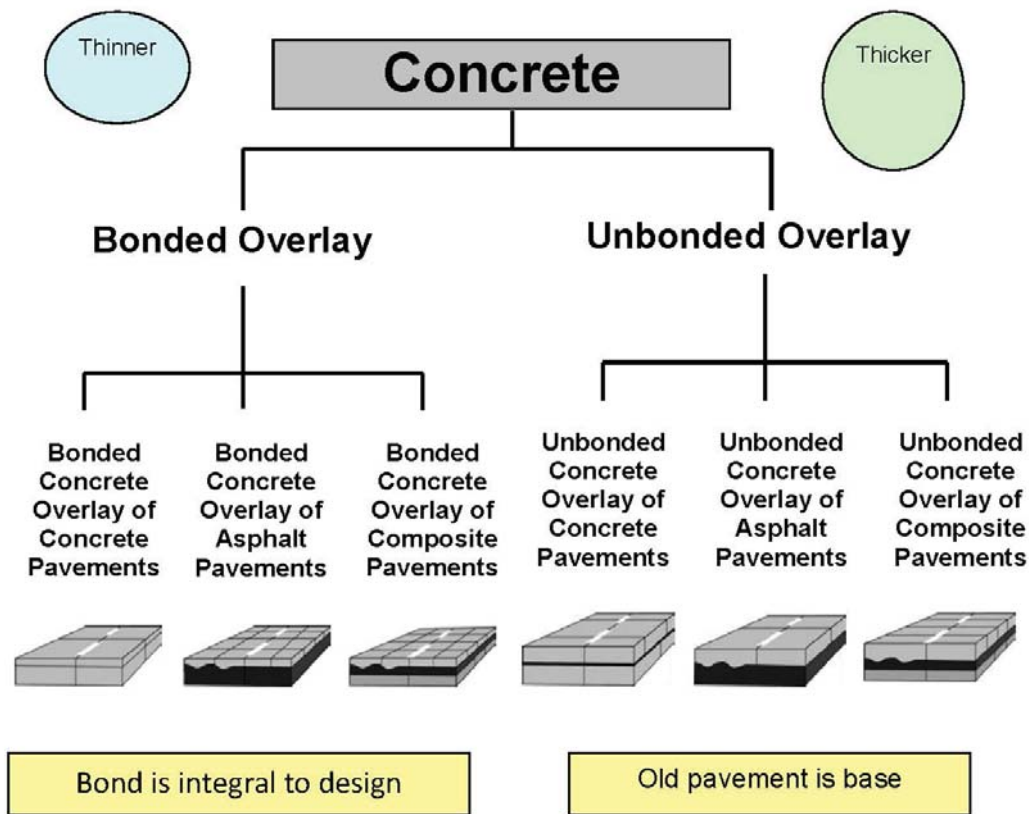 Thinner
Concrete
Thicker
Bonded Overlay
Unbonded Overlay
Bonded
Concrete
Overlay of
Concrete
Pavements
Bonded
Concrete
Overlay of
Asphalt
Pavements
Bonded
Concrete
Overlay of
Composite
Pavements
Unbonded
Concrete
Overlay of
Concrete
Pavements
Unbonded
Concrete
Overlay of
Asphalt
Pavements
Unbonded
Concrete
Overlay of
Composite
Pavements
Bond is integral to design
Old pavement is base